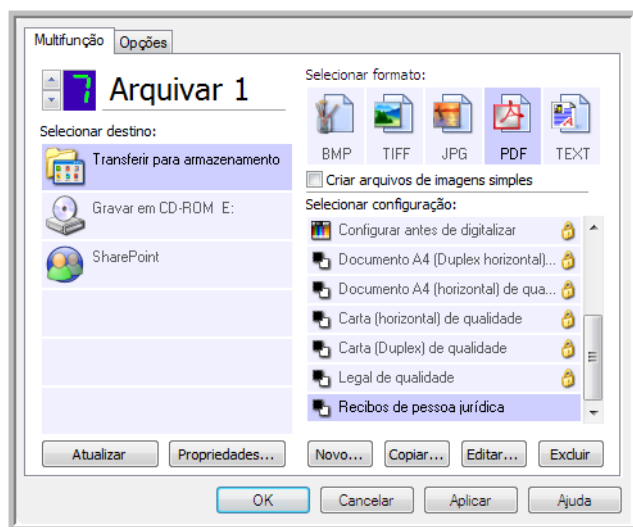 Multifunção
Opções
7
Arquivar 1
Selecionar destino:
Transferir para armazenamento
Gravar em CD-ROM E:
SharePoint
Atualizar
Propriedades...
Selecionar formato:
BMP
TIFF
JPG
PDF
TEXT
Criar arquivos de imagens simples
Selecionar configuração:
Configurar antes de digitalizar
Documento A4 (Duplex horizontal)...
Documento A4 (horizontal) de qua...
Carta (horizontal) de qualidade
Carta (Duplex) de qualidade
Legal de qualidade
Recibos de pessoa jurídica
Novo...
Copiar...
Editar...
Excluir
OK
Cancelar
Aplicar
Ajuda